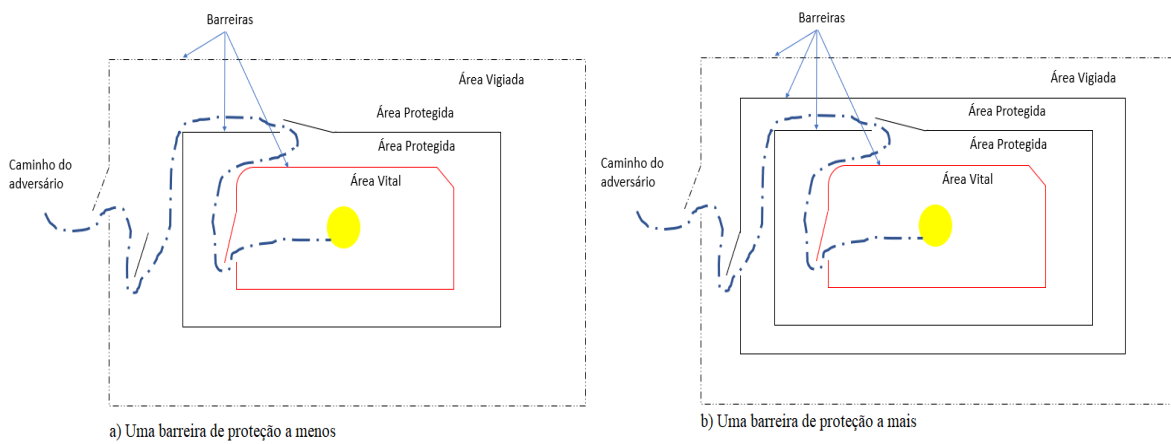 Barreiras
Área Vigiada
Área Protegida
Área Protegida
Caminho do
adversário
Área Vital
a) Uma barreira de proteção a menos
Barreiras
Área Vigiada
Área Protegida
Área Protegida
Caminho do
adversário
Área Vital
b) Uma barreira de proteção a mais